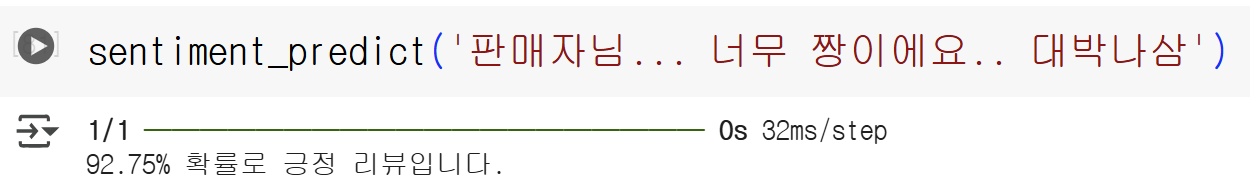 sentiment_predict('판매자님... 너무 짱이에요.. 대박나삼')
1/1 ━━━━━━━━━━━━━━━━━━━━ 0s 32ms/step
92.75% 확률로 긍정 리뷰입니다.